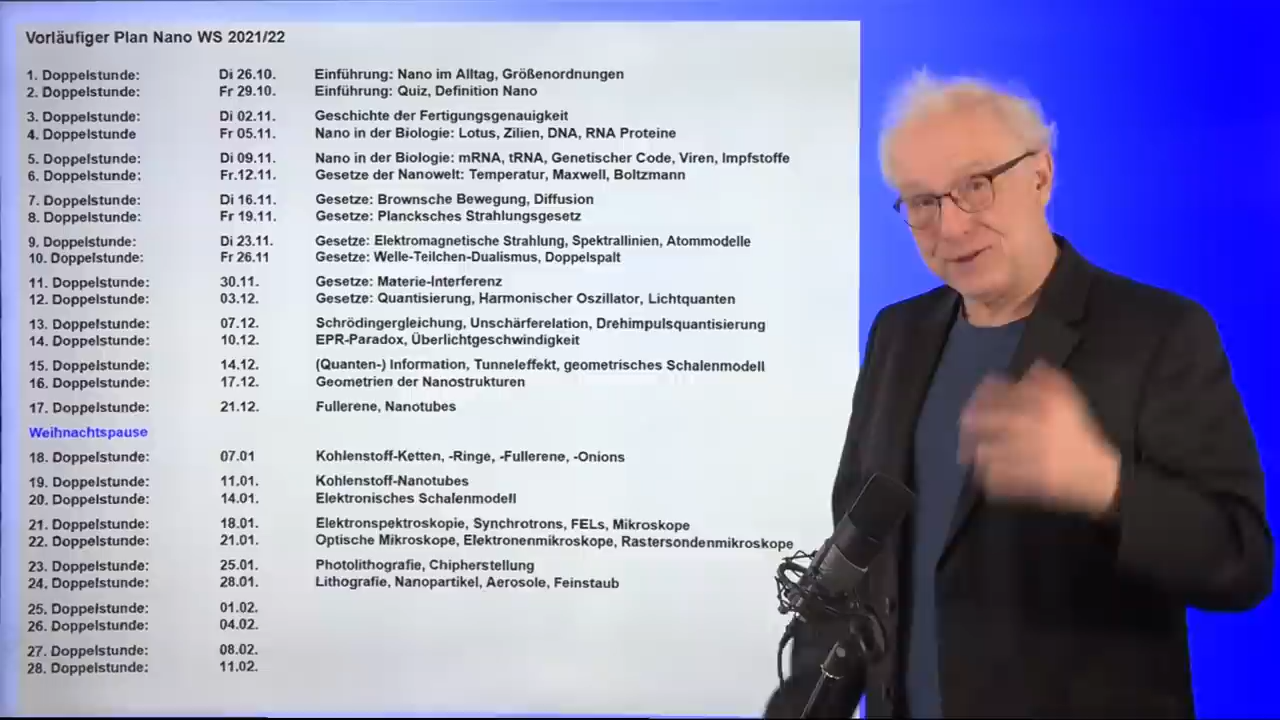 Vorläufiger Plan Nano WS 2021/22
1. Doppelstunde: Di 26.10. Einführung: Nano im Alltag, Größenordnungen
2. Doppelstunde: Fr 29.10. Einführung: Quiz, Definition Nano
3. Doppelstunde: Di 02.11. Geschichte der Fertigungsgenauigkeit
4. Doppelstunde Fr 05.11. Nano in der Biologie: Lotus, Zilien, DNA, RNA Proteine
5. Doppelstunde: Di 09.11. Nano in der Biologie: mRNA, tRNA, Genetischer Code, Viren, Impfstoffe
6. Doppelstunde: Fr.12.11. Gesetze der Nanowelt: Temperatur, Maxwell, Boltzmann
7. Doppelstunde: Di 16.11. Gesetze: Brownsche Bewegung, Diffusion
8. Doppelstunde: Fr 19.11. Gesetze: Plancksches Strahlungsgesetz
9. Doppelstunde: Di 23.11. Gesetze: Elektromagnetische Strahlung, Spektrallinien, Atommodelle
10. Doppelstunde: Fr 26.11 Gesetze: Welle-Teilchen-Dualismus, Doppelspalt
11. Doppelstunde: 30.11. Gesetze: Materie-Interferenz
12. Doppelstunde: 03.12. Gesetze: Quantisierung, Harmonischer Oszillator, Lichtquanten
13. Doppelstunde: 07.12. Schrödingergleichung, Unschärferelation, Drehimpulsquantisierung
14. Doppelstunde: 10.12. EPR-Paradox, Überlichtgeschwindigkeit
15. Doppelstunde: 14.12. (Quanten-) Information, Tunneleffekt, geometrisches Schalenmodell
16. Doppelstunde: 17.12. Geometrien der Nanostrukturen
17. Doppelstunde: 21.12. Fullerene, Nanotubes
Weihnachtspause
18. Doppelstunde: 07.01 Kohlenstoff-Ketten, -Ringe, -Fullerene, -Onions
19. Doppelstunde: 11.01. Kohlenstoff-Nanotubes
20. Doppelstunde: 14.01. Elektronisches Schalenmodell
21. Doppelstunde: 18.01. Elektronspektroskopie, Synchrotrons, FELs, Mikroskope
22. Doppelstunde: 21.01. Optische Mikroskope, Elektronenmikroskope, Rastersondenmikroskope
23. Doppelstunde: 25.01. Photolithografie, Chipherstellung
24. Doppelstunde: 28.01. Lithografie, Nanopartikel, Aerosole, Feinstaub
25. Doppelstunde: 01.02.
26. Doppelstunde: 04.02.
27. Doppelstunde: 08.02.
28. Doppelstunde: 11.02.